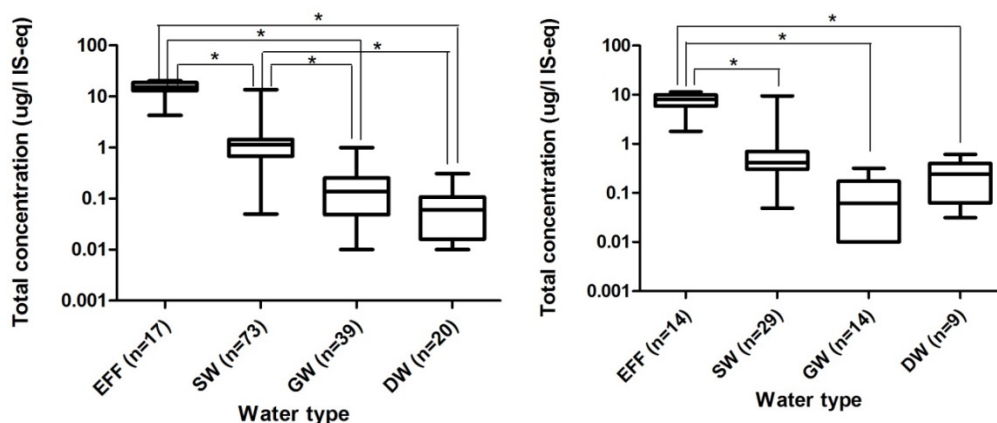 Total concentration (ug/l IS-eq)
100
10
1
0.1
0.01
0.001
*
*
*
*
*
EFF (n=17)
SW (n=73)
GW (n=39)
DW (n=20)
Water type
Total concentration (ug/l IS-eq)
100
10
1
0.1
0.01
0.001
*
*
*
EFF (n=14)
SW (n=29)
GW (n=14)
DW (n=9)
Water type